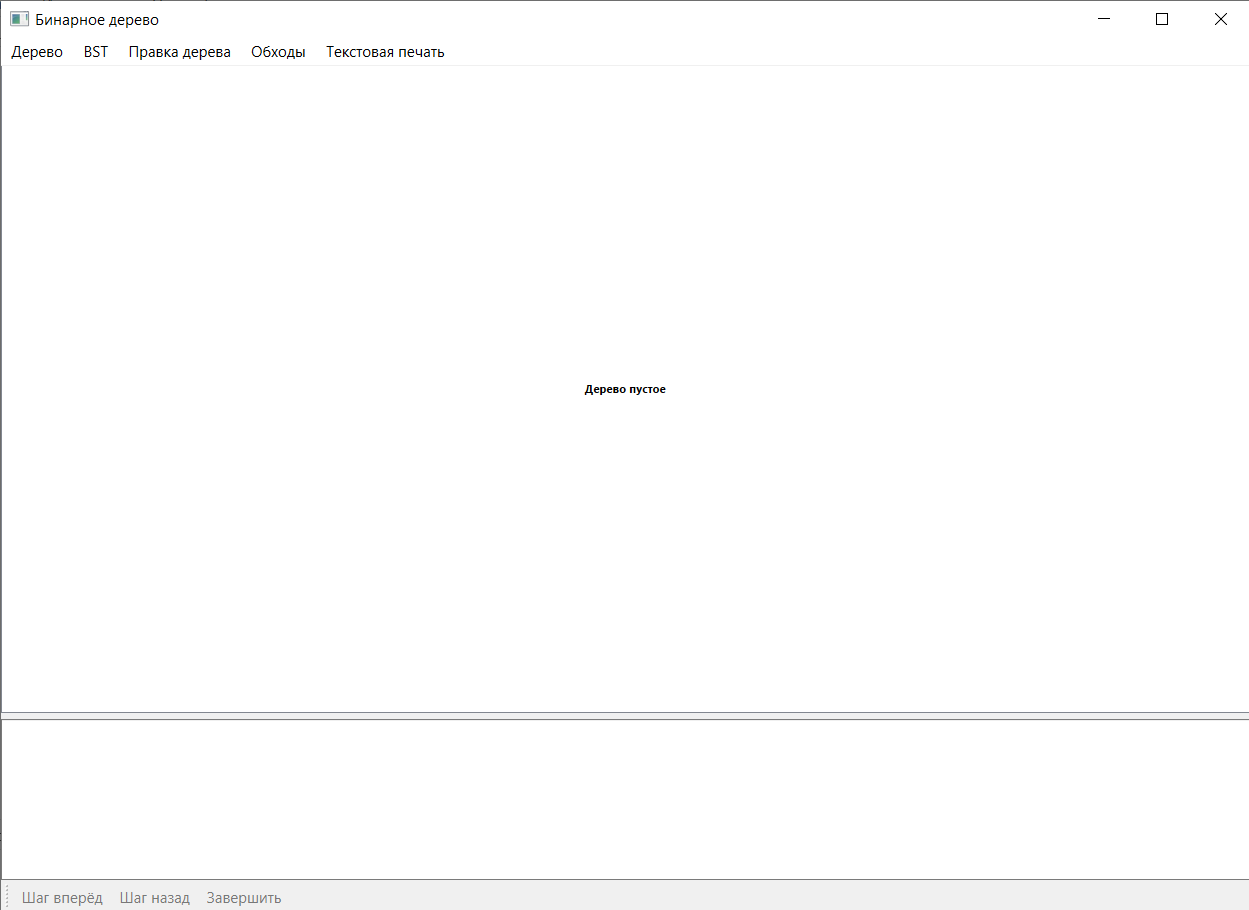 Бинарное дерево
Дерево BST Правка дерева Обходы Текстовая печать
Дерево пустое
Шаг вперёд Шаг назад Завершить